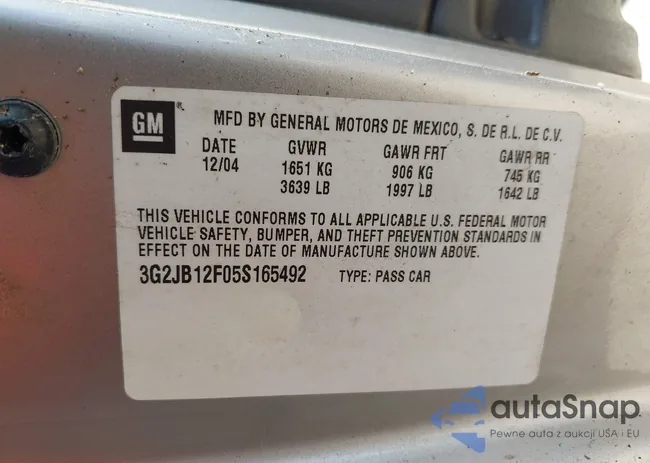 GM ® MFD BY GENERAL MOTORS DE MEXICO, S. DE R.L. DE C.V.
DATE GVWR GAWR FRT GAWR RR
12/04 1651 KG 906 KG 745 KG
3639 LB 1997 LB 1642 LB
THIS VEHICLE CONFORMS TO ALL APPLICABLE U.S. FEDERAL MOTOR
VEHICLE SAFETY, BUMPER, AND THEFT PREVENTION STANDARDS IN
EFFECT ON THE DATE OF MANUFACTURE SHOWN ABOVE.
3G2JB12F05S165492 TYPE: PASS CAR
autaSnap
Pewne auta z aukcji USA i EU